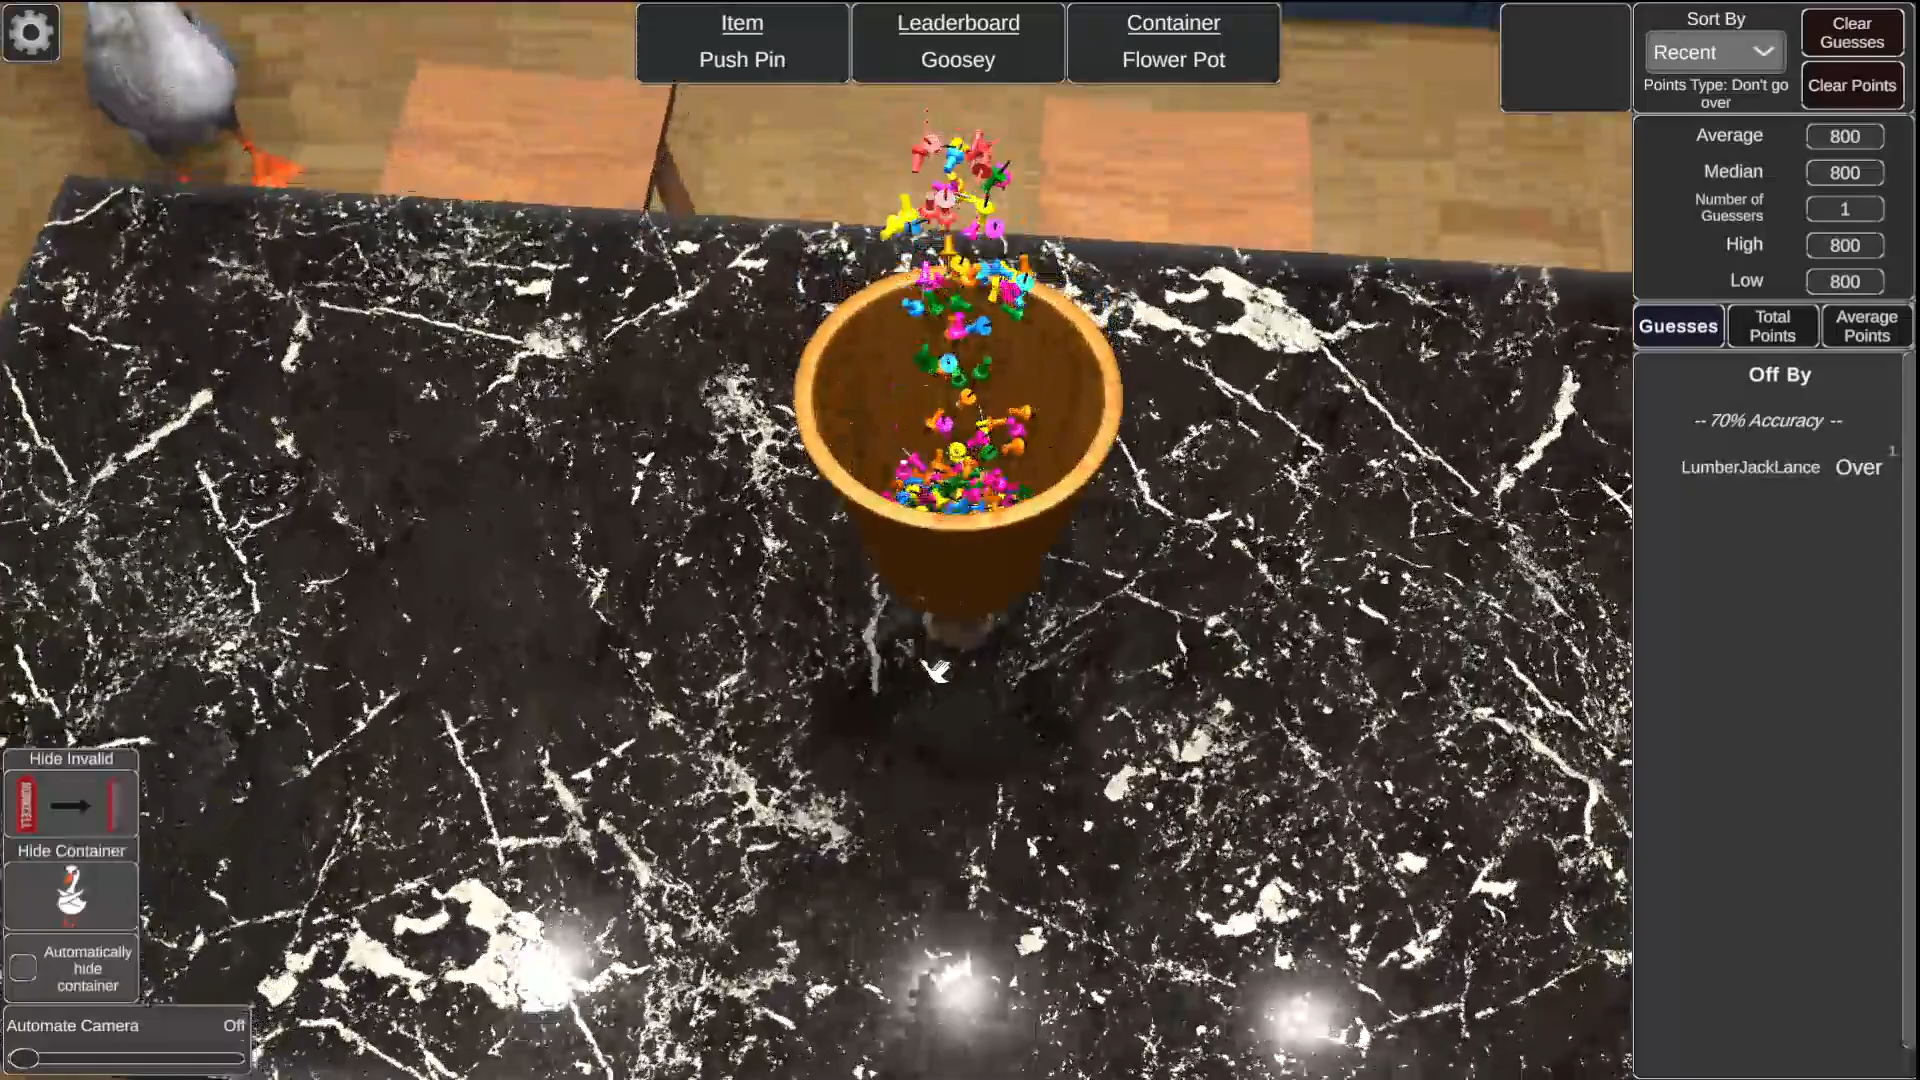 Item
Push Pin
Leaderboard
Goosey
Container
Flower Pot
Sort By
Recent
Points Type: Don't go
over
Clear
Guesses
Clear Points
Average
800
Median
800
Number of
Guessers
1
High
800
Low
800
Guesses
Total
Points
Average
Points
Off By
-- 70% Accuracy --
1
LumberJackLance
Over
Hide Invalid
Hide Container
Automatically
hide
container
Automate Camera
Off